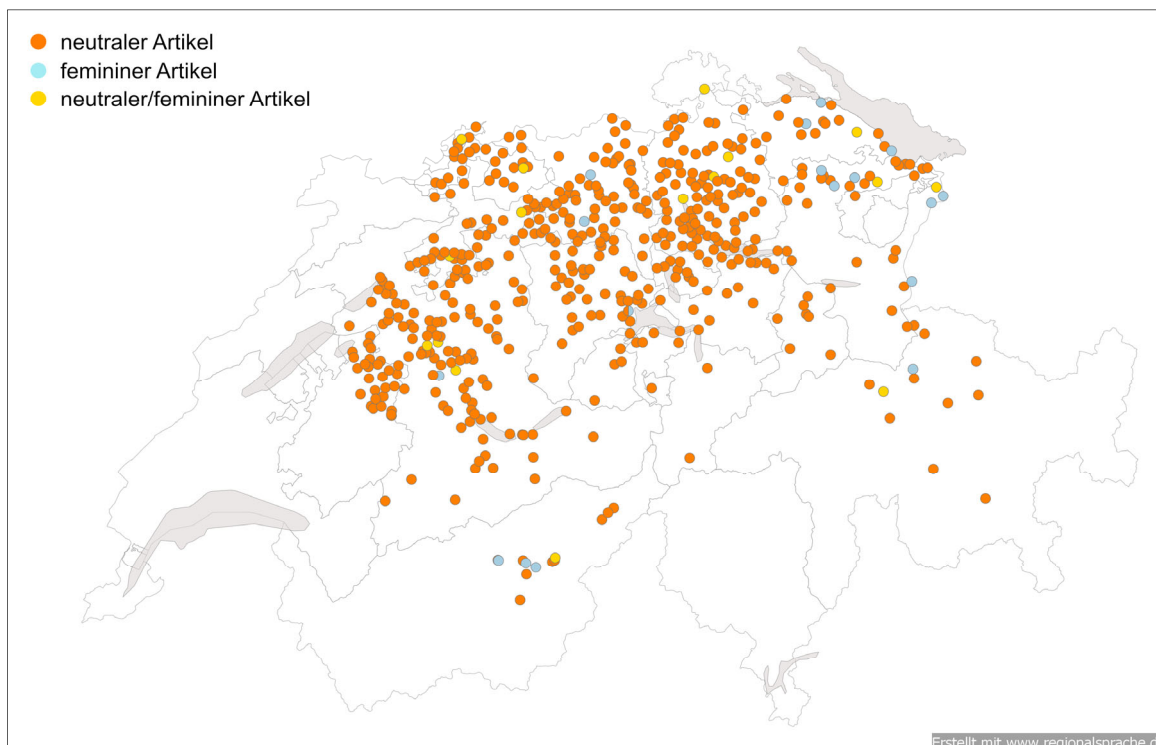 neutraler Artikel
femininer Artikel
neutraler/femininer Artikel
Erstellt mit www.regionalsprache.d